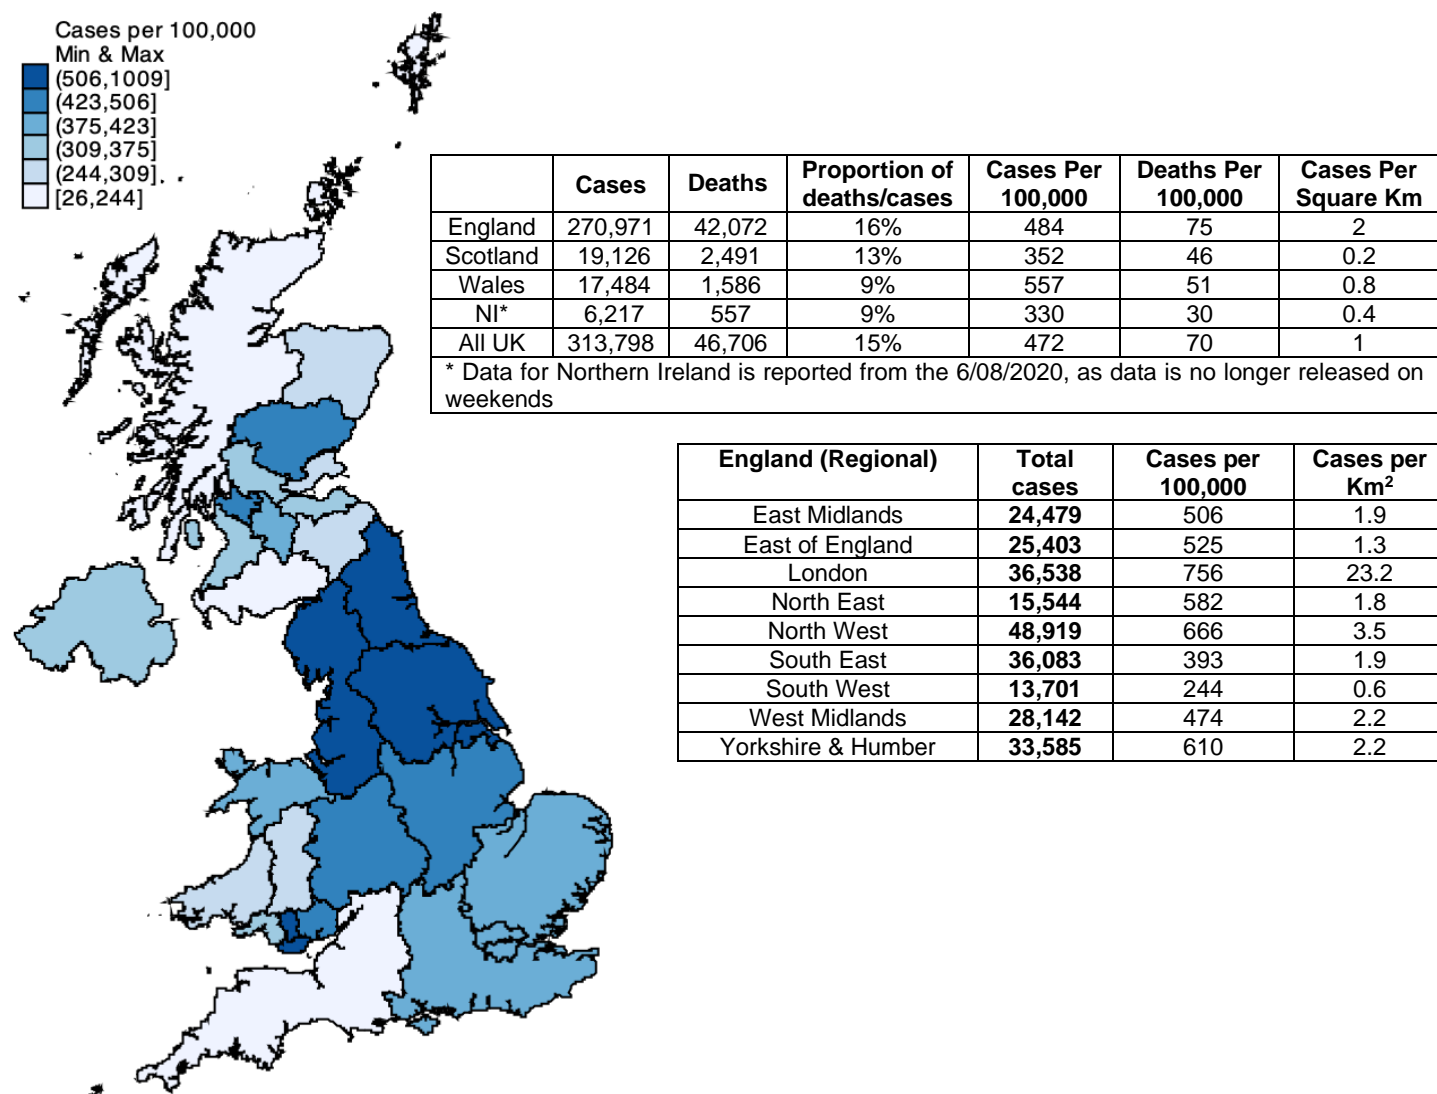 Cases per 100,000
Min & Max
(506,1009]
(423,506]
(375,423]
(309,375]
(244,309]
[26,244]
Cases Deaths Proportion of deaths/cases Cases Per 100,000 Deaths Per 100,000 Cases Per Square Km
England 270,971 42,072 16% 484 75 2
Scotland 19,126 2,491 13% 352 46 0.2
Wales 17,484 1,586 9% 557 51 0.8
NI* 6,217 557 9% 330 30 0.4
All UK 313,798 46,706 15% 472 70 1
* Data for Northern Ireland is reported from the 6/08/2020, as data is no longer released on
weekends
England (Regional) Total cases Cases per 100,000 Cases per Km²
East Midlands 24,479 506 1.9
East of England 25,403 525 1.3
London 36,538 756 23.2
North East 15,544 582 1.8
North West 48,919 666 3.5
South East 36,083 393 1.9
South West 13,701 244 0.6
West Midlands 28,142 474 2.2
Yorkshire & Humber 33,585 610 2.2